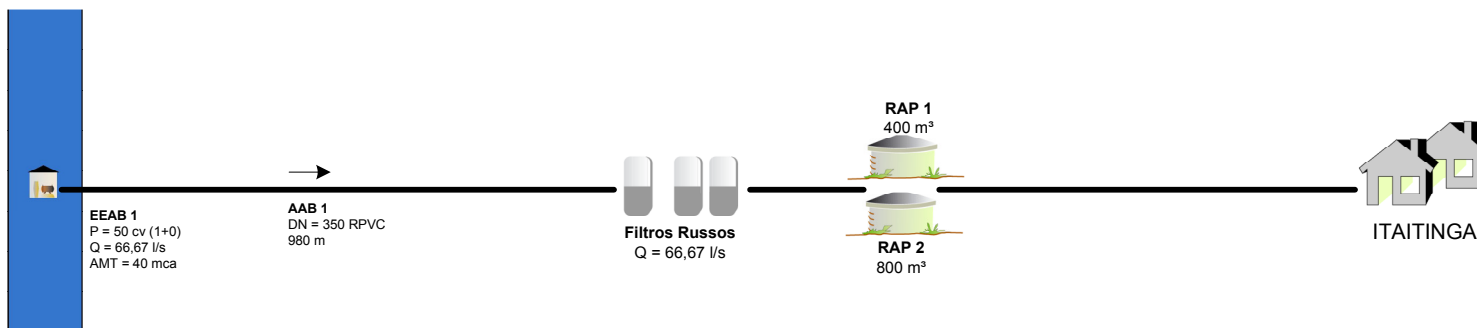 EEAB 1
P = 50 cv (1+0)
Q = 66,67 l/s
AMT = 40 mca
AAB 1
DN = 350 RPVC
980 m
Filtros Russos
Q = 66,67 l/s
RAP 1
400 m³
RAP 2
800 m³
ITAITINGA